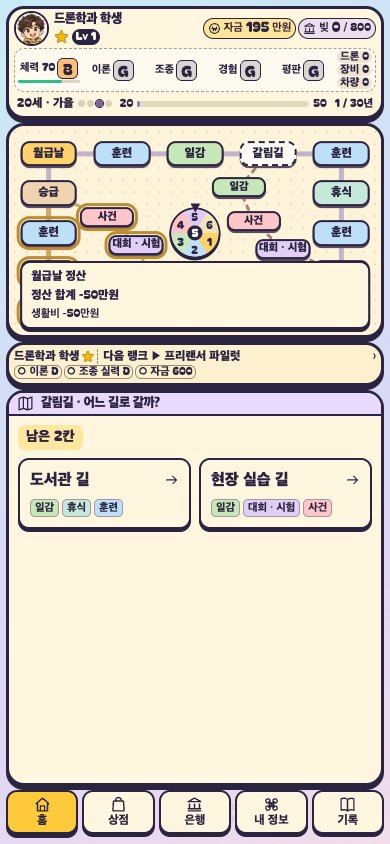 드론학과 학생
Lv 1
자금 195 만원
빚 0 / 800
체력 70 B
이론 G
조종 G
경험 G
평판 G
드론 0
장비 0
차량 0
20세 · 가을
20
50
1 / 30년
월급날
훈련
일감
갈림길
훈련
승급
일감
휴식
사건
사건
훈련
대회 · 시험
5
6
1
2
3
4
5
대회 · 시험
훈련
월급날 정산
정산 합계 -50만원
생활비 -50만원
드론학과 학생
다음 랭크 ▶ 프리랜서 파일럿
›
이론 D
조종 실력 D
자금 600
갈림길 · 어느 길로 갈까?
남은 2칸
도서관 길 →
일감 휴식 훈련
현장 실습 길 →
일감 대회 · 시험 사건
홈
상점
은행
내 정보
기록